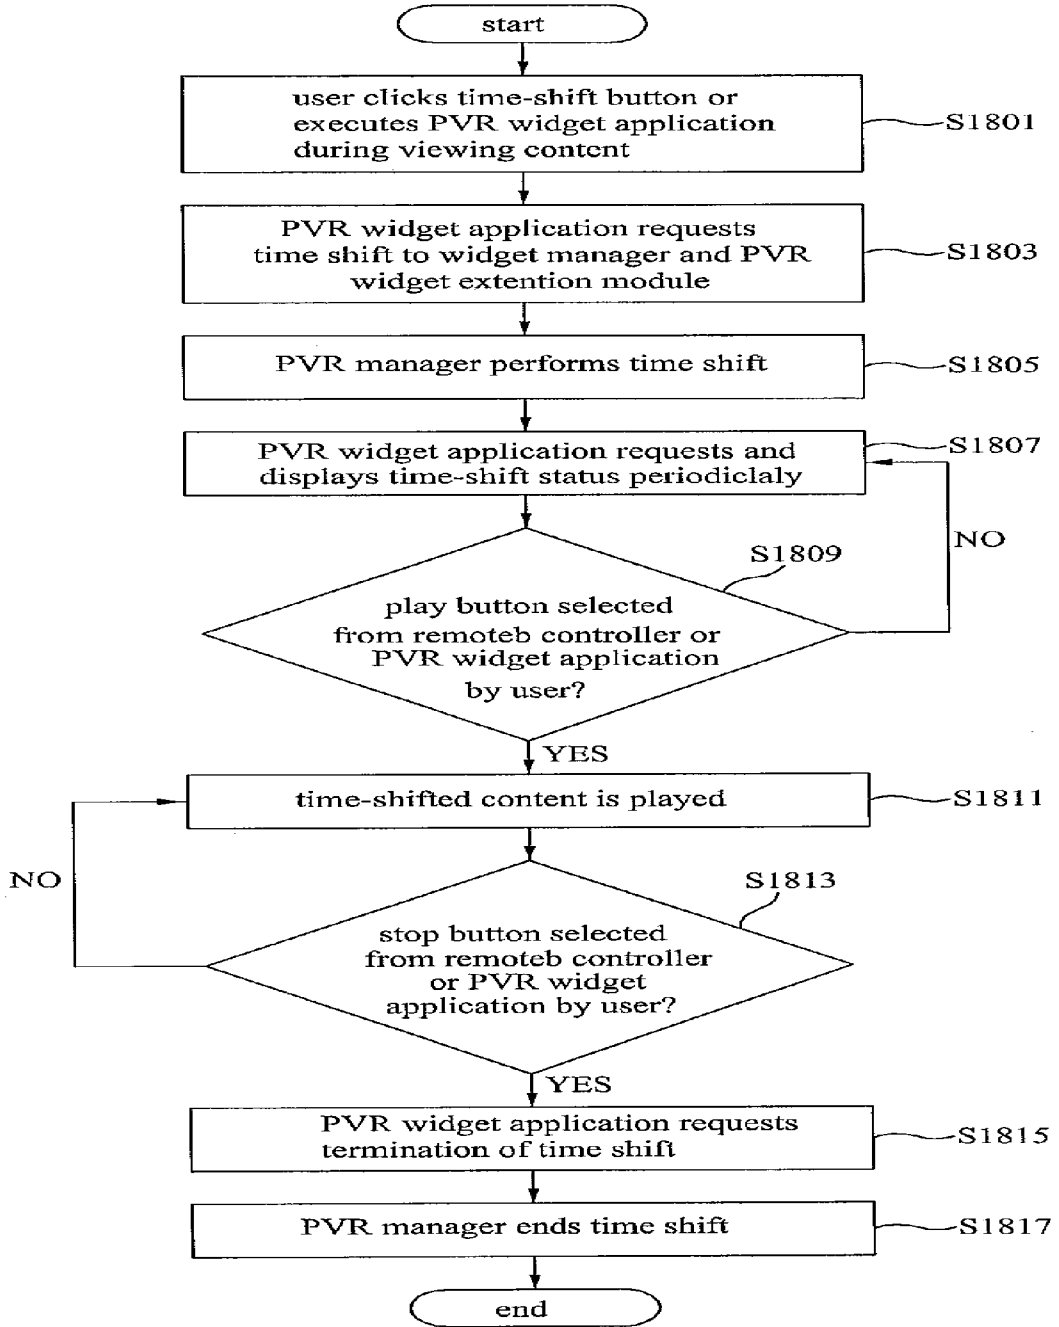 start
user clicks time-shift button or
executes PVR widget application
during viewing content
S1801
PVR widget application requests
time shift to widget manager and PVR
widget extention module
S1803
PVR manager performs time shift
S1805
PVR widget application requests and
displays time-shift status periodiclaly
S1807
NO
S1809
play button selected
from remoteb controller or
PVR widget application
by user?
YES
time-shifted content is played
S1811
NO
S1813
stop button selected
from remoteb controller
or PVR widget
application by user?
YES
PVR widget application requests
termination of time shift
S1815
PVR manager ends time shift
S1817
end